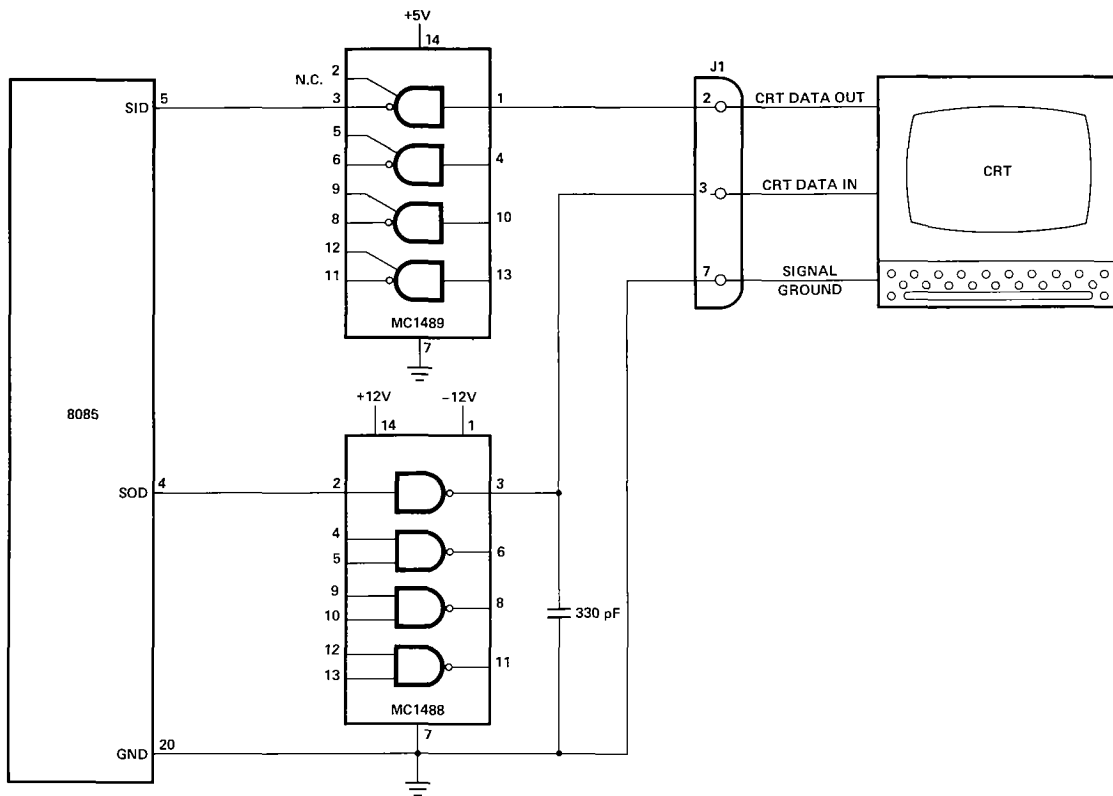 +5V
14
J1
N.C.
2
SID
5
3
1
2
CRT DATA OUT
5
6
4
CRT
9
3
CRT DATA IN
8
10
12
11
13
7
SIGNAL
GROUND
MC1489
7
8085
+12V
-12V
14
1
SOD
4
2
3
4
5
6
9
10
8
330 pF
12
13
11
MC1488
7
GND
20